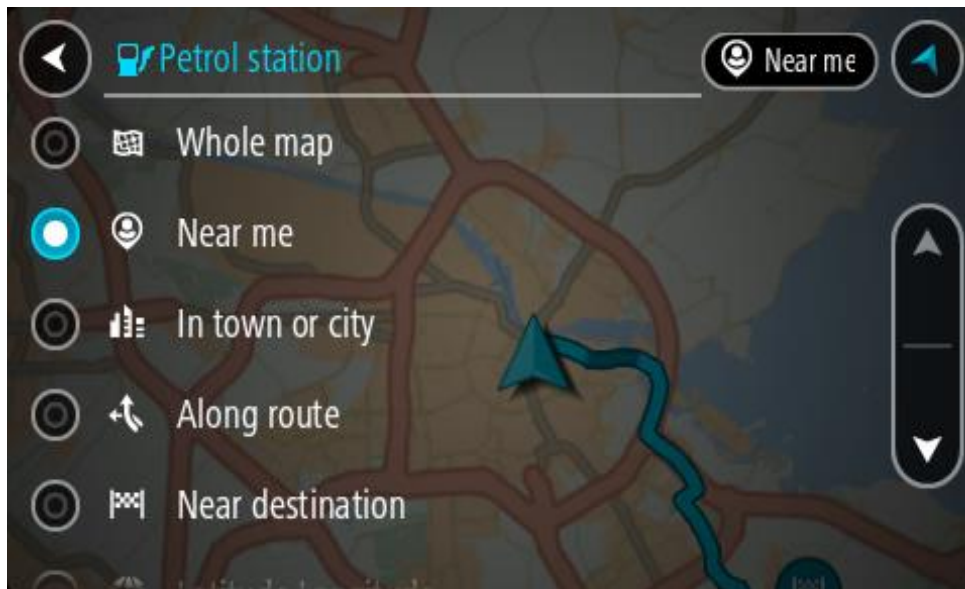 Petrol station
Near me
Whole map
Near me
In town or city
Along route
Near destination